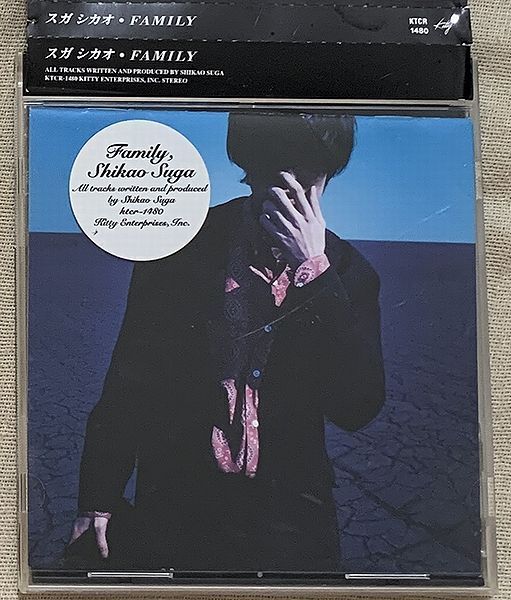 スガ シカオ • FAMILY
KTCR
1480
Kitty
スガ シカオ • FAMILY
ALL TRACKS WRITTEN AND PRODUCED BY SHIKAO SUGA
KTCR-1480 KITTY ENTERPRISES, INC. STEREO
Family,
Shikao Suga
All tracks written and produced
by Shikao Suga
ktcr-1480
Kitty Enterprises, Inc.